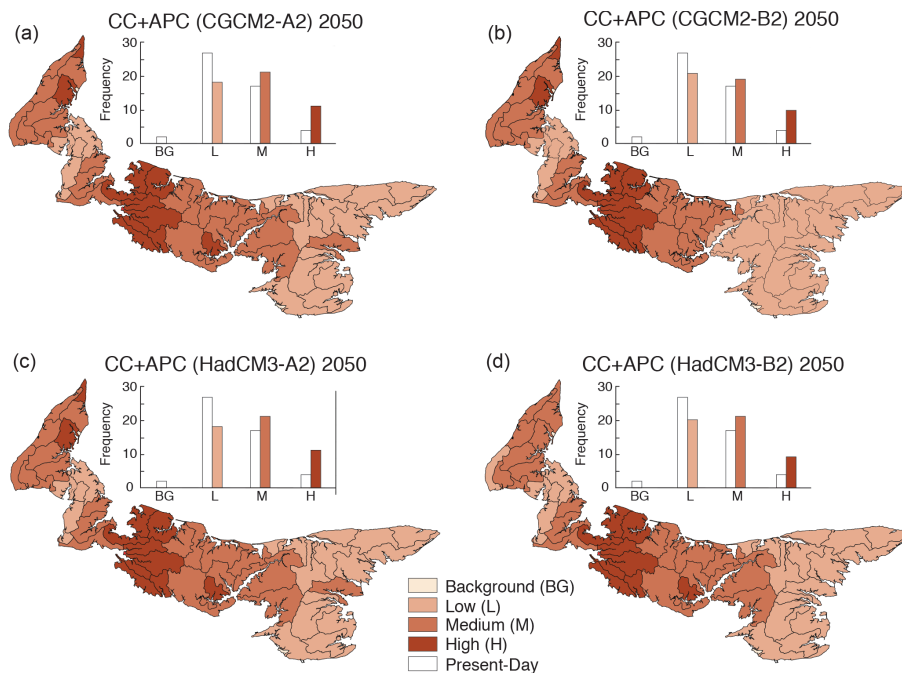 (a)
CC+APC (CGCM2-A2) 2050
30
20
10
0
Frequency
BG L M H
(b)
CC+APC (CGCM2-B2) 2050
30
20
10
0
Frequency
BG L M H
(c)
CC+APC (HadCM3-A2) 2050
30
20
10
0
Frequency
BG L M H
(d)
CC+APC (HadCM3-B2) 2050
30
20
10
0
Frequency
BG L M H
Background (BG)
Low (L)
Medium (M)
High (H)
Present-Day